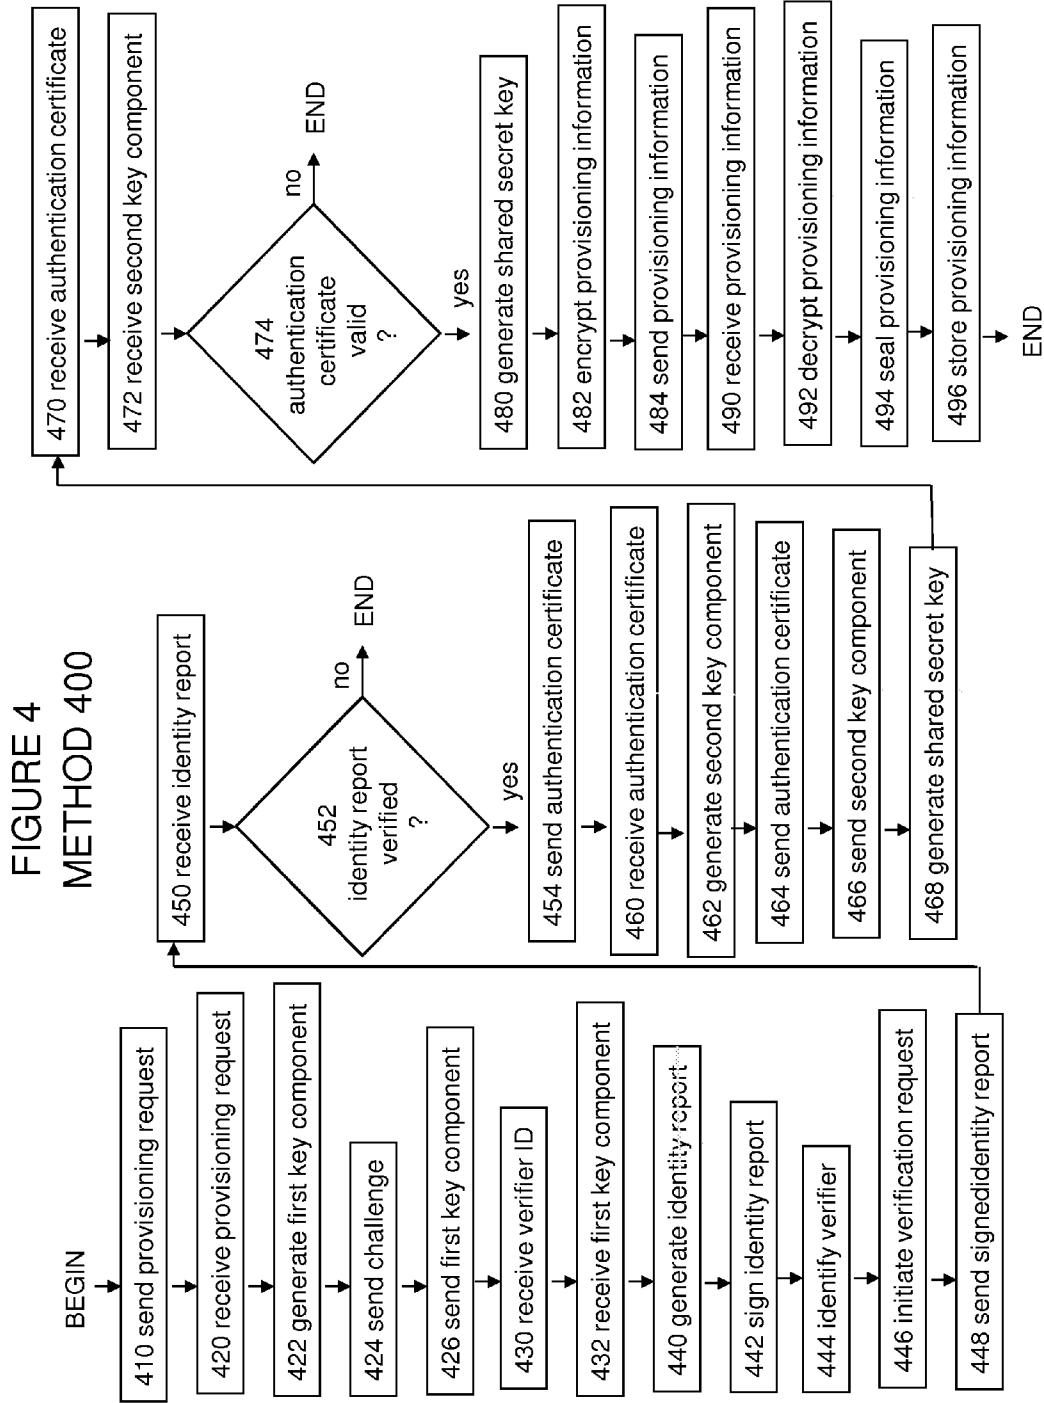 FIGURE 4
METHOD 400
BEGIN
410 send provisioning request
420 receive provisioning request
422 generate first key component
424 send challenge
426 send first key component
430 receive verifier ID
432 receive first key component
440 generate identity report
442 sign identity report
444 identify verifier
446 initiate verification request
448 send signedidentity report
450 receive identity report
452
identity report
verified
?
no
END
yes
454 send authentication certificate
460 receive authentication certificate
462 generate second key component
464 send authentication certificate
466 send second key component
468 generate shared secret key
470 receive authentication certificate
472 receive second key component
474
authentication
certificate
valid
?
no
END
yes
480 generate shared secret key
482 encrypt provisioning information
484 send provisioning information
490 receive provisioning information
492 decrypt provisioning information
494 seal provisioning information
496 store provisioning information
END